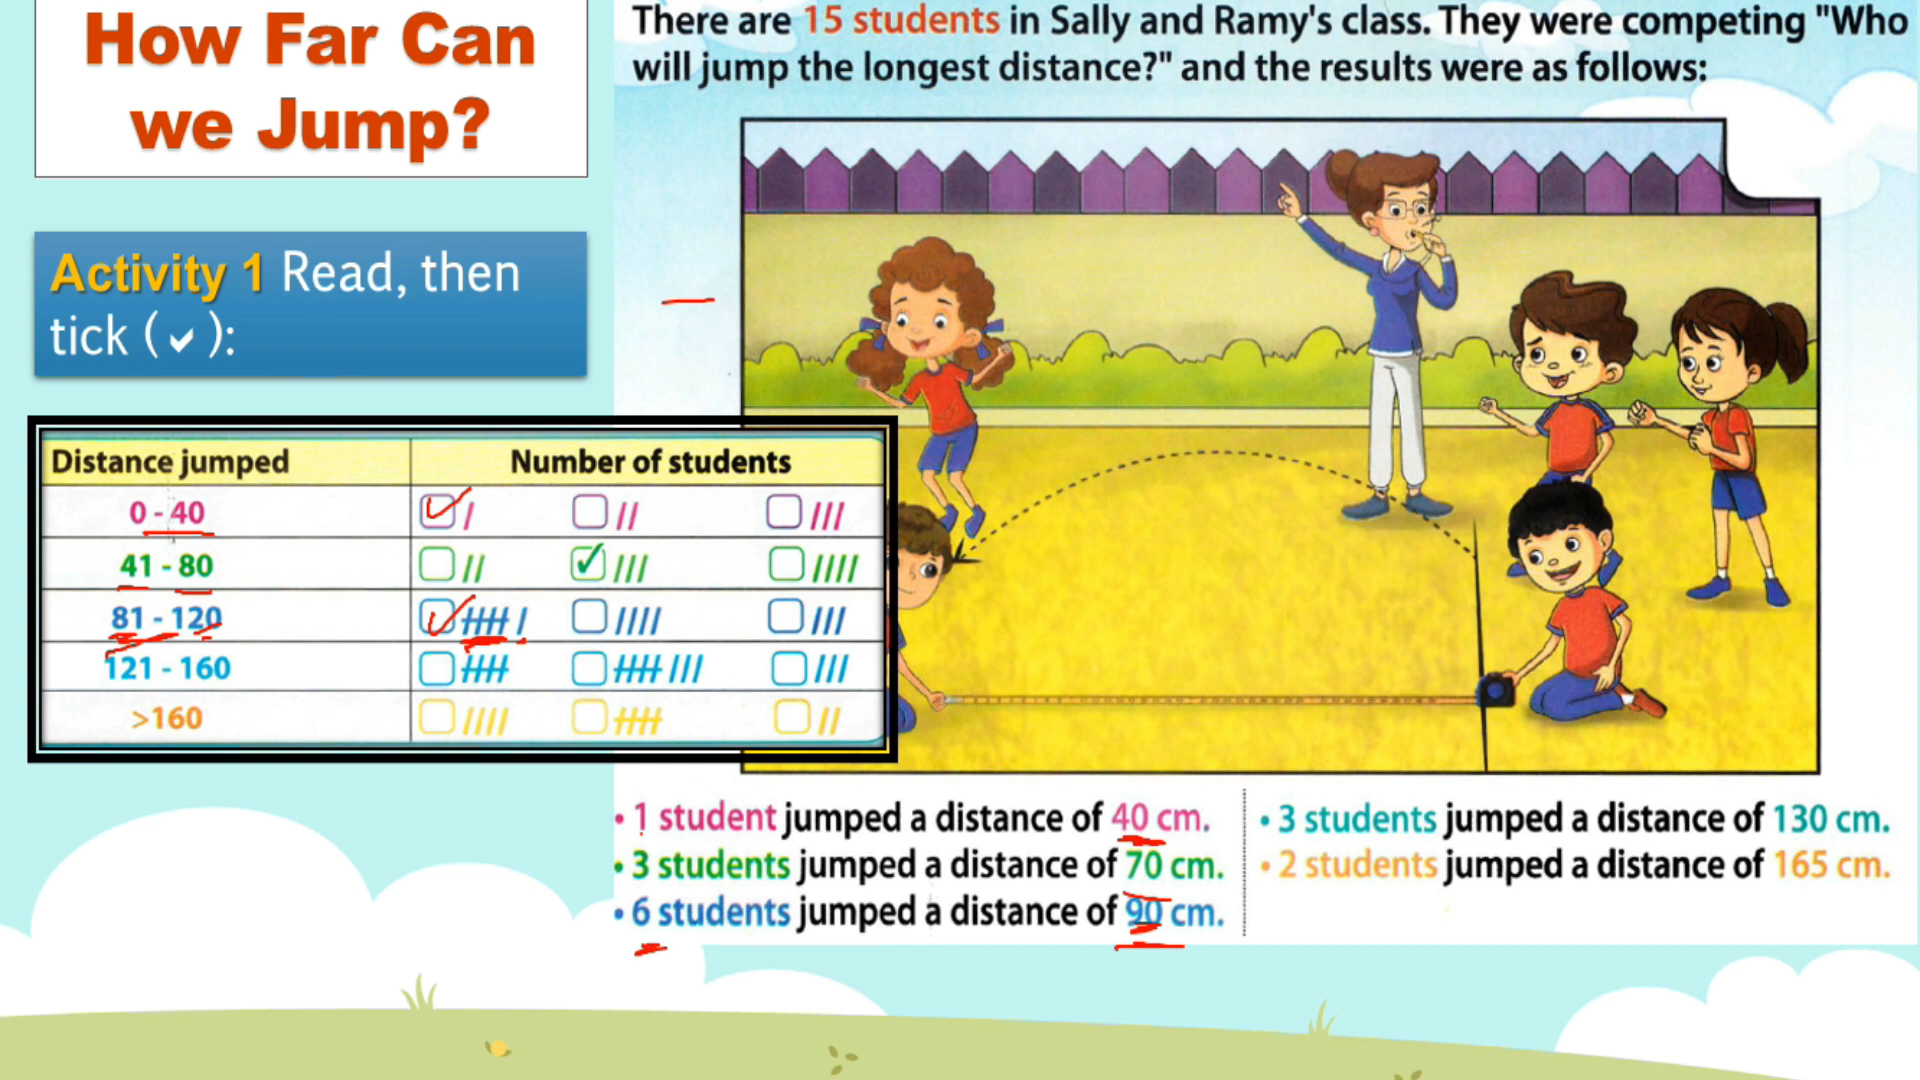 How Far Can
we Jump?
Activity 1 Read, then
tick (✓):
There are 15 students in Sally and Ramy's class. They were competing "Who
will jump the longest distance?" and the results were as follows:
Distance jumped Number of students
0 - 40
41 - 80
81 - 120
121 - 160
>160
• 1 student jumped a distance of 40 cm.
• 3 students jumped a distance of 70 cm.
• 6 students jumped a distance of 90 cm.
• 3 students jumped a distance of 130 cm.
• 2 students jumped a distance of 165 cm.